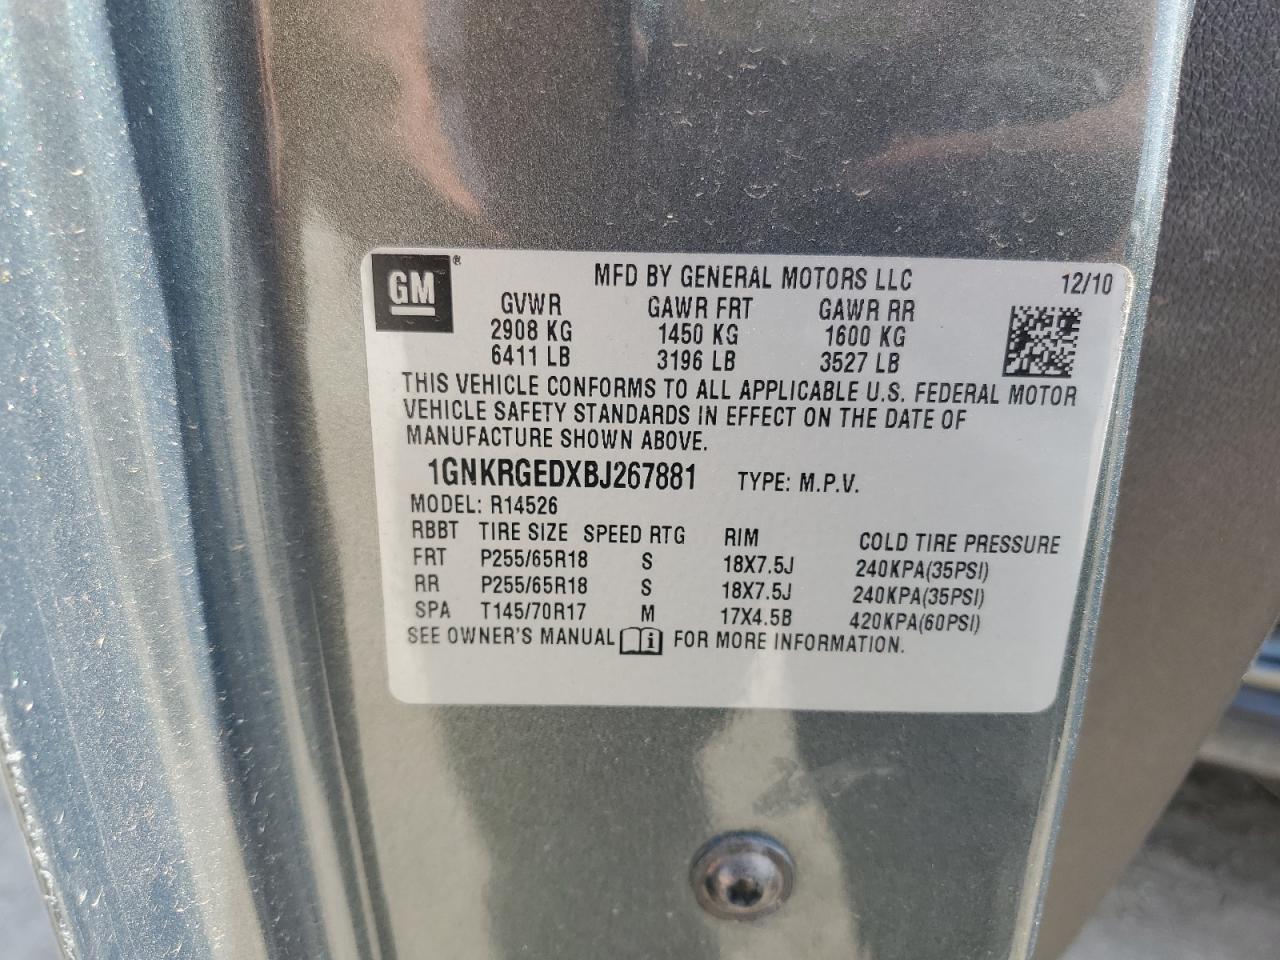 GM® MFD BY GENERAL MOTORS LLC 12/10
GVWR GAWR FRT GAWR RR
2908 KG 1450 KG 1600 KG
6411 LB 3196 LB 3527 LB
THIS VEHICLE CONFORMS TO ALL APPLICABLE U.S. FEDERAL MOTOR
VEHICLE SAFETY STANDARDS IN EFFECT ON THE DATE OF
MANUFACTURE SHOWN ABOVE.
1GNKRGEDXBJ267881 TYPE: M.P.V.
MODEL: R14526
RBBT TIRE SIZE SPEED RTG RIM COLD TIRE PRESSURE
FRT P255/65R18 S 18X7.5J 240KPA(35PSI)
RR P255/65R18 S 18X7.5J 240KPA(35PSI)
SPA T145/70R17 M 17X4.5B 420KPA(60PSI)
SEE OWNER'S MANUAL i FOR MORE INFORMATION.